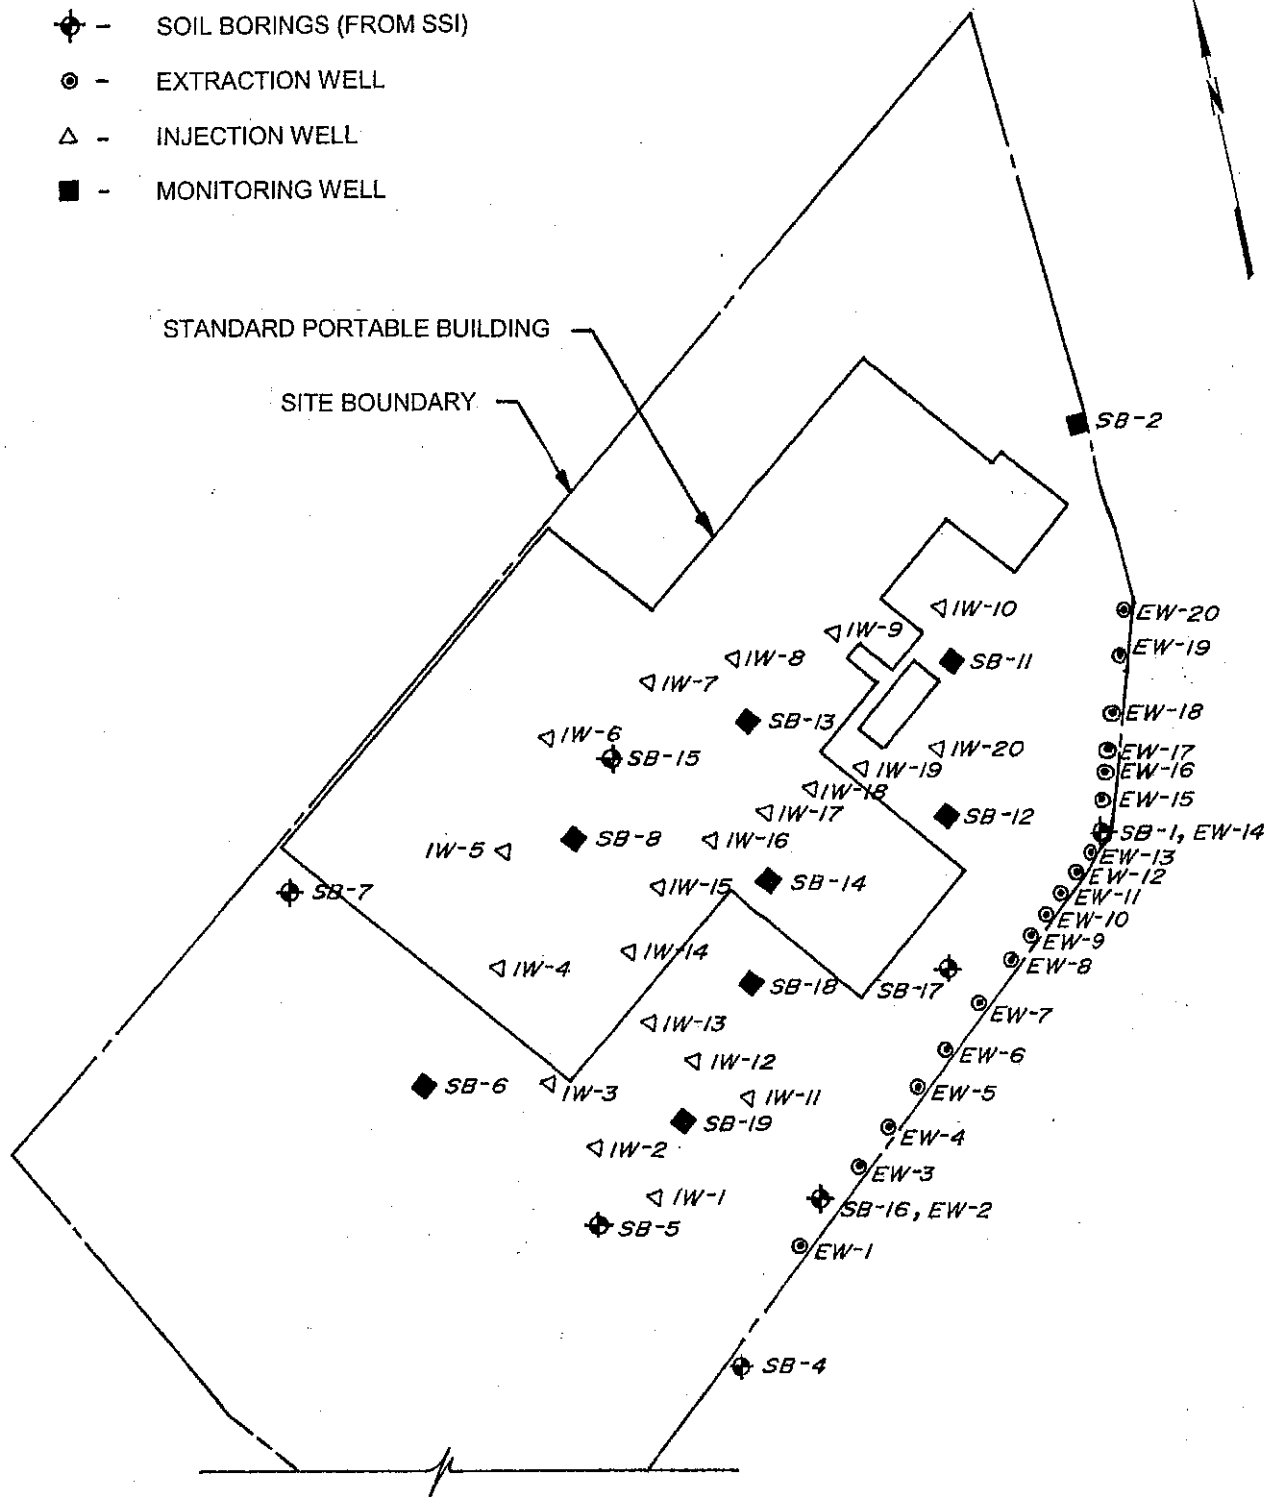 SOIL BORINGS (FROM SSI)
EXTRACTION WELL
INJECTION WELL
MONITORING WELL
STANDARD PORTABLE BUILDING
SITE BOUNDARY
N
SB-2
IW-10
EW-20
IW-9
EW-19
IW-8
SB-11
IW-7
EW-18
SB-13
IW-6
IW-20
EW-17
SB-15
IW-19
EW-16
IW-18
EW-15
IW-17
SB-12
SB-1, EW-14
SB-8
IW-16
IW-5
EW-13
EW-12
SB-14
IW-15
SB-7
EW-11
EW-10
EW-9
IW-14
EW-8
IW-4
SB-18
SB-17
EW-7
IW-13
EW-6
IW-12
SB-6
IW-3
EW-5
IW-11
SB-19
EW-4
IW-2
EW-3
IW-1
SB-16, EW-2
SB-5
EW-1
SB-4